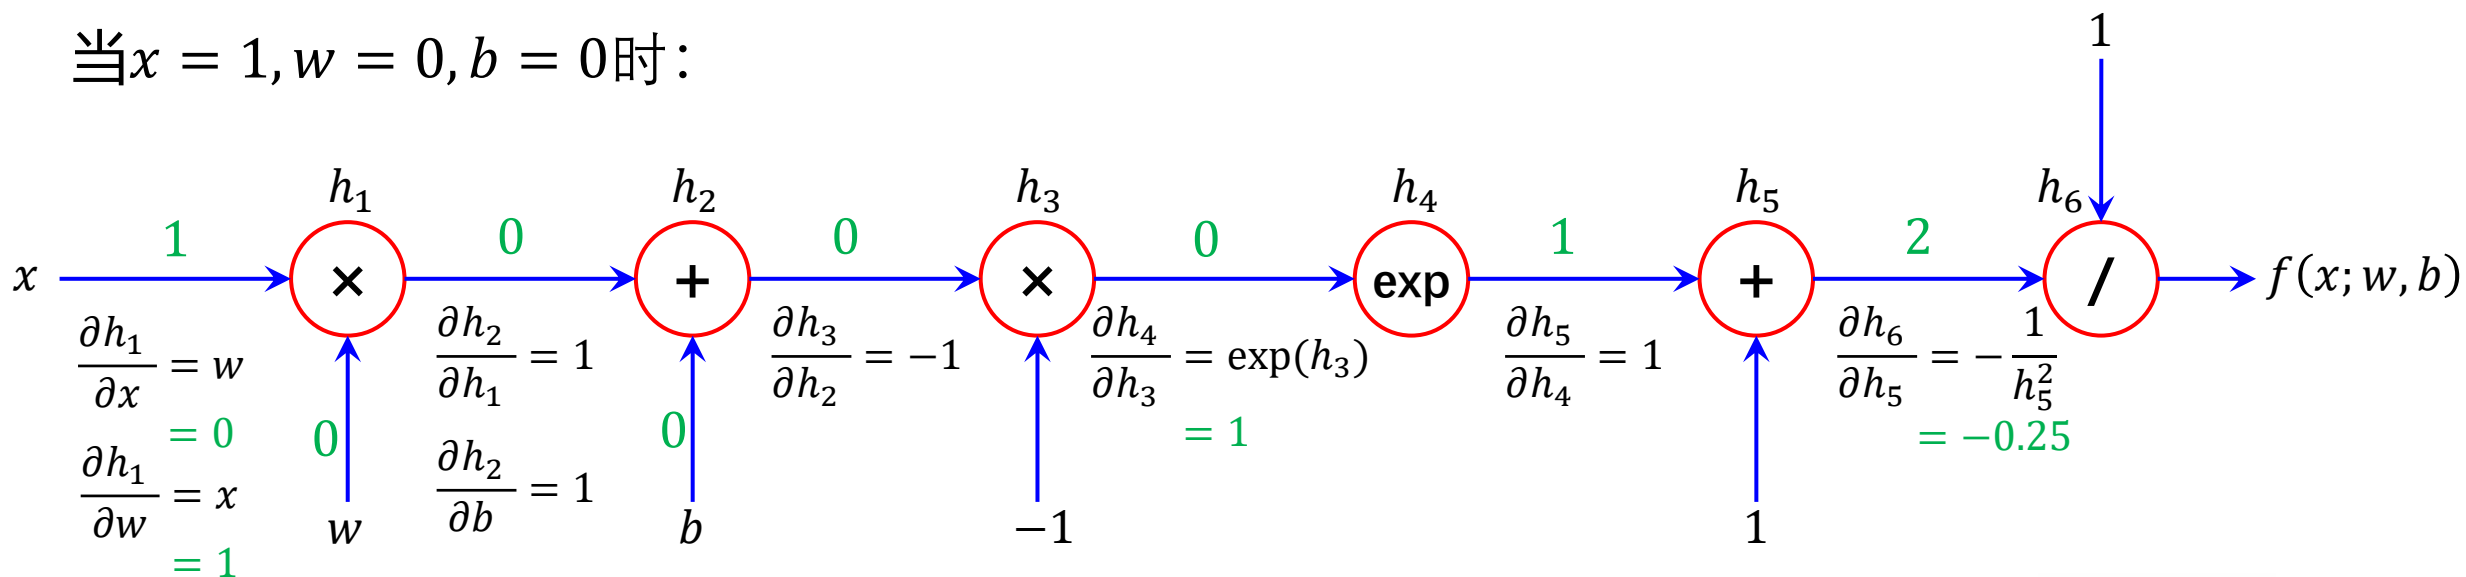 当x = 1, w = 0, b = 0时：
1
h₁ h₂ h₃ h₄ h₅ h₆
1 0 0 0 1 2
x × + × exp + / f(x; w, b)
∂h₁/∂x = w
= 0
∂h₁/∂w = x
= 1
0
w
∂h₂/∂h₁ = 1
∂h₂/∂b = 1
0
b
∂h₃/∂h₂ = −1
−1
∂h₄/∂h₃ = exp(h₃)
= 1
∂h₅/∂h₄ = 1
1
∂h₆/∂h₅ = −1/h₅²
= −0.25